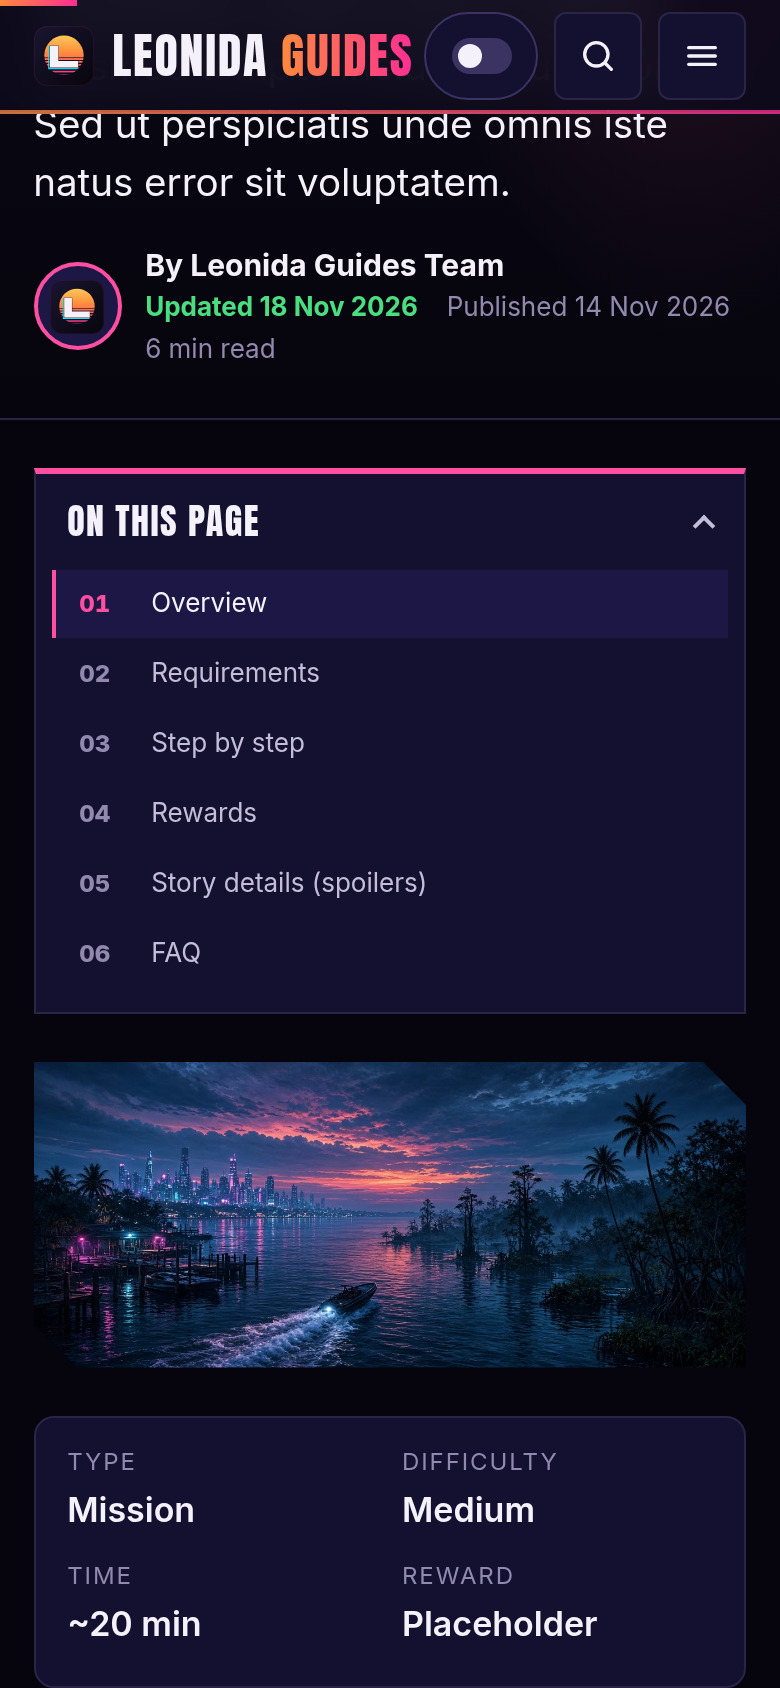 LEONIDA GUIDES
Sed ut perspiciatis unde omnis iste
natus error sit voluptatem.
By Leonida Guides Team
Updated 18 Nov 2026 Published 14 Nov 2026
6 min read
ON THIS PAGE
01 Overview
02 Requirements
03 Step by step
04 Rewards
05 Story details (spoilers)
06 FAQ
TYPE DIFFICULTY
Mission Medium
TIME REWARD
~20 min Placeholder